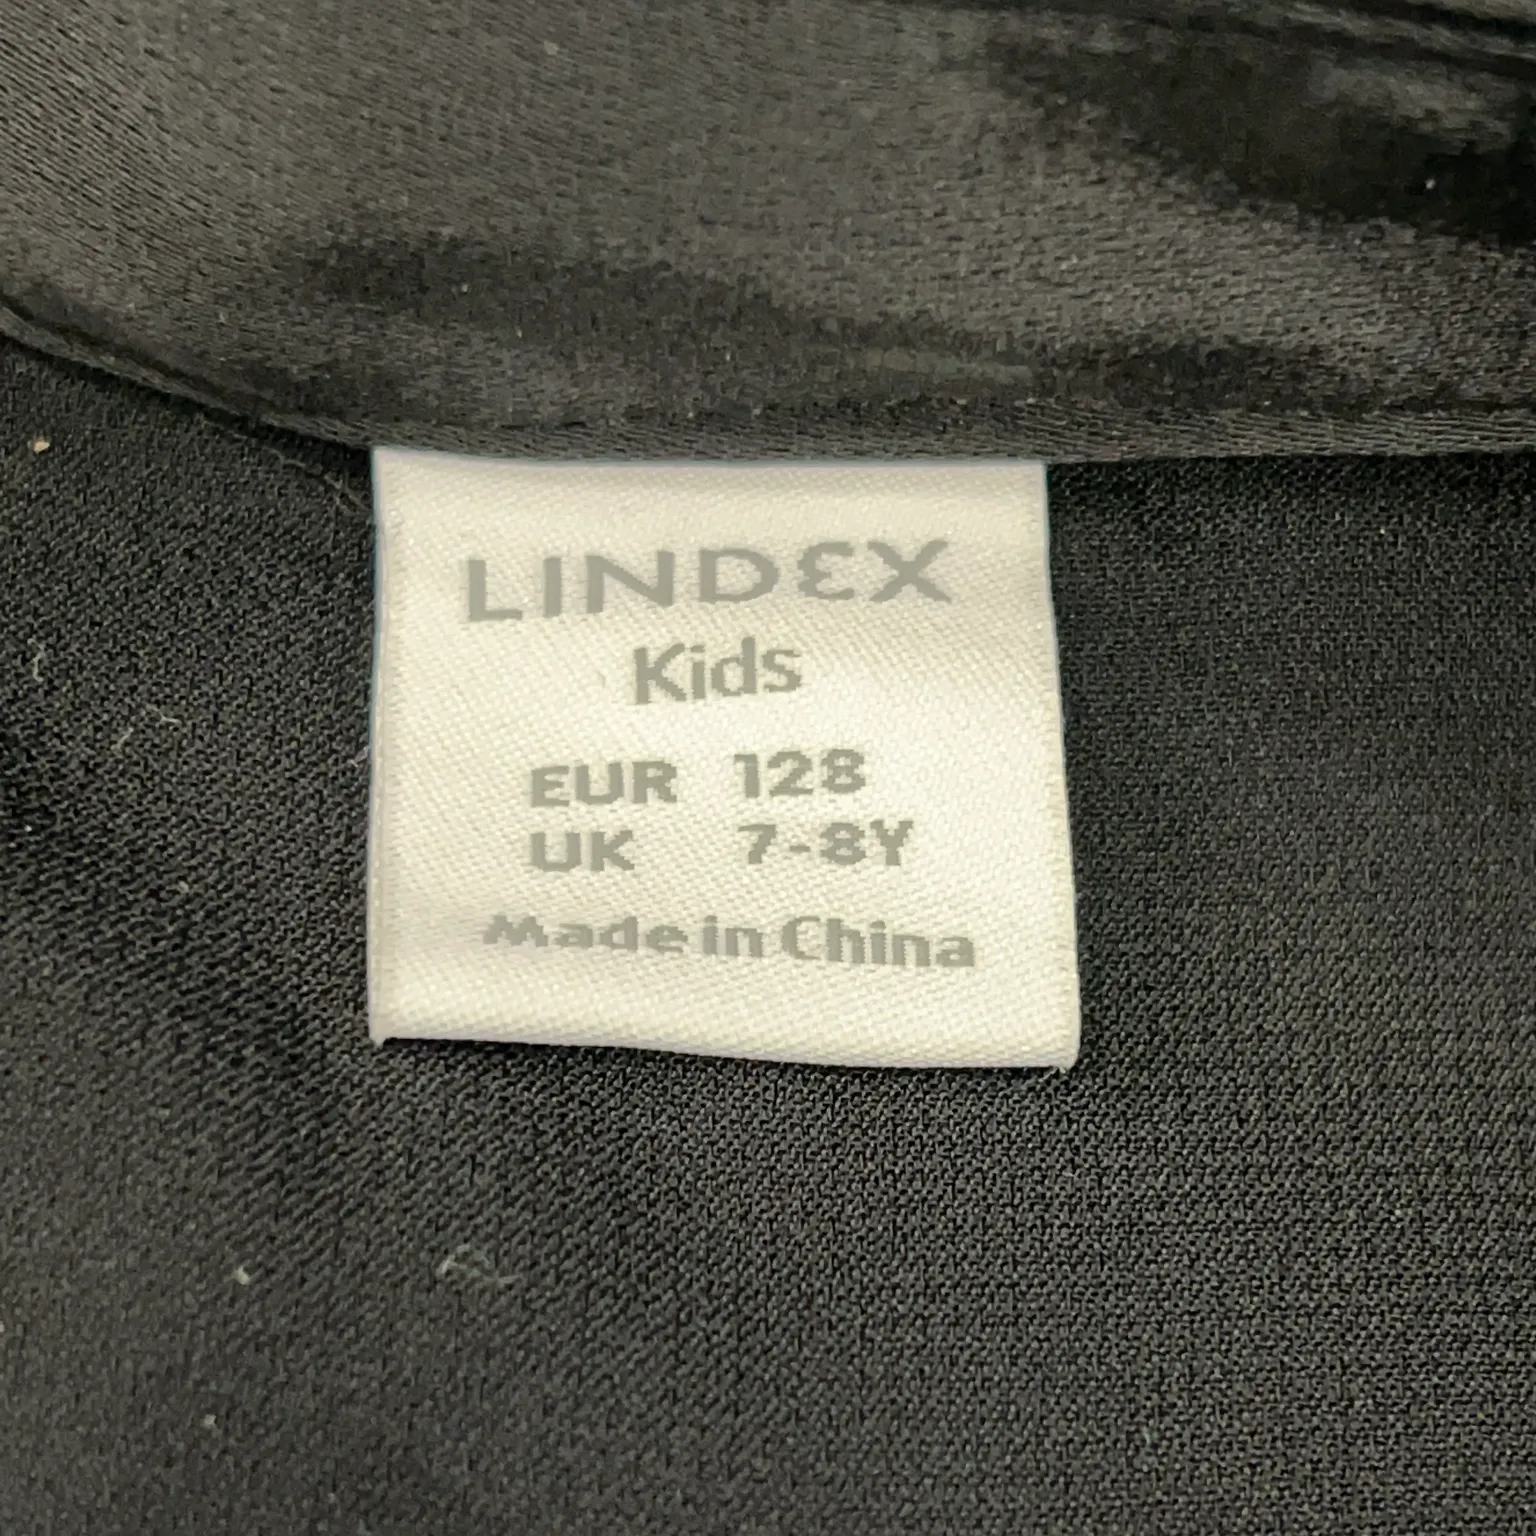 LINDEX
Kids
EUR 128
UK 7-8Y
Made in China